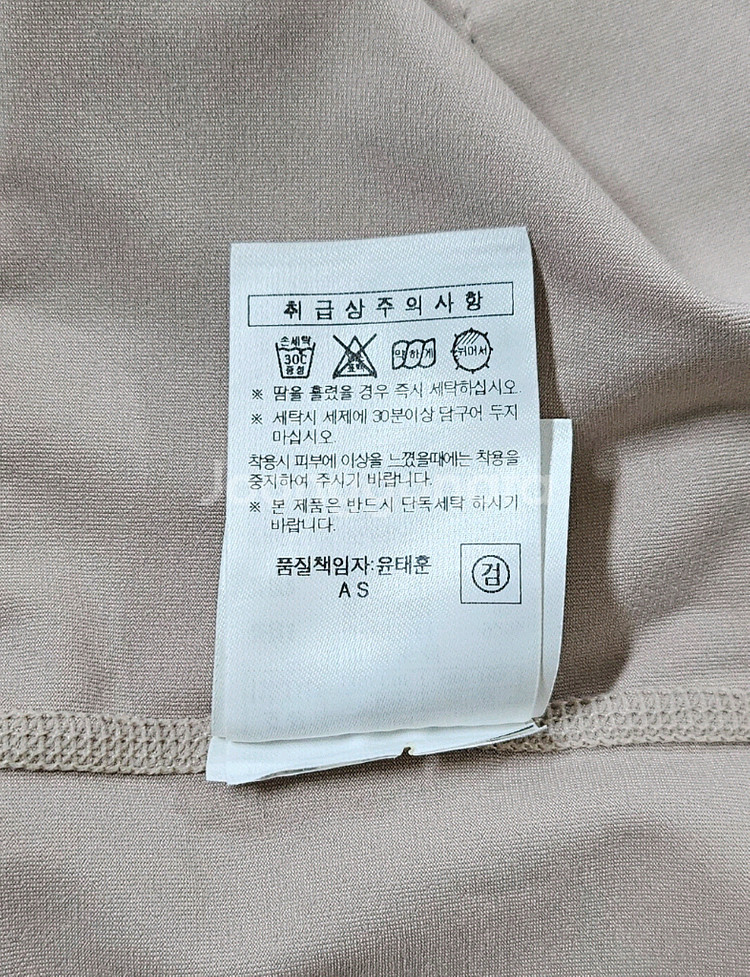 취급상주의사항
손세탁
30℃
중성
약하게
뉘어서
※ 땀을 흘렸을 경우 즉시 세탁하십시오.
※ 세탁시 세제에 30분이상 담구어 두지
마십시오.
착용시 피부에 이상을 느꼈을때에는 착용을
중지하여 주시기 바랍니다.
※ 본 제품은 반드시 단독세탁 하시기
바랍니다.
품질책임자:윤태훈
A S
검